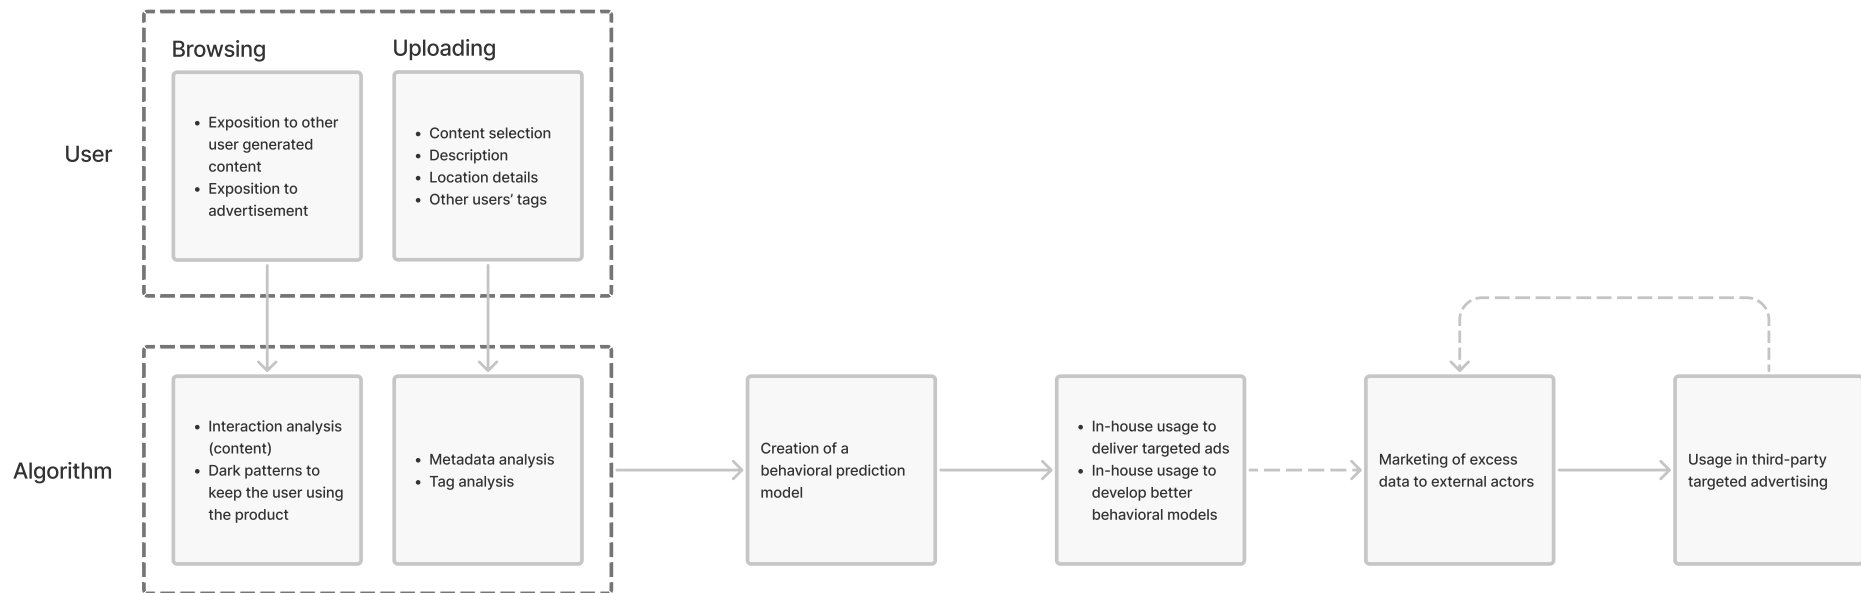 Browsing
Uploading
User
• Exposition to other
user generated
content
• Exposition to
advertisement
• Content selection
• Description
• Location details
• Other users’ tags
Algorithm
• Interaction analysis
(content)
• Dark patterns to
keep the user using
the product
• Metadata analysis
• Tag analysis
Creation of a
behavioral prediction
model
• In-house usage to
deliver targeted ads
• In-house usage to
develop better
behavioral models
Marketing of excess
data to external actors
Usage in third-party
targeted advertising